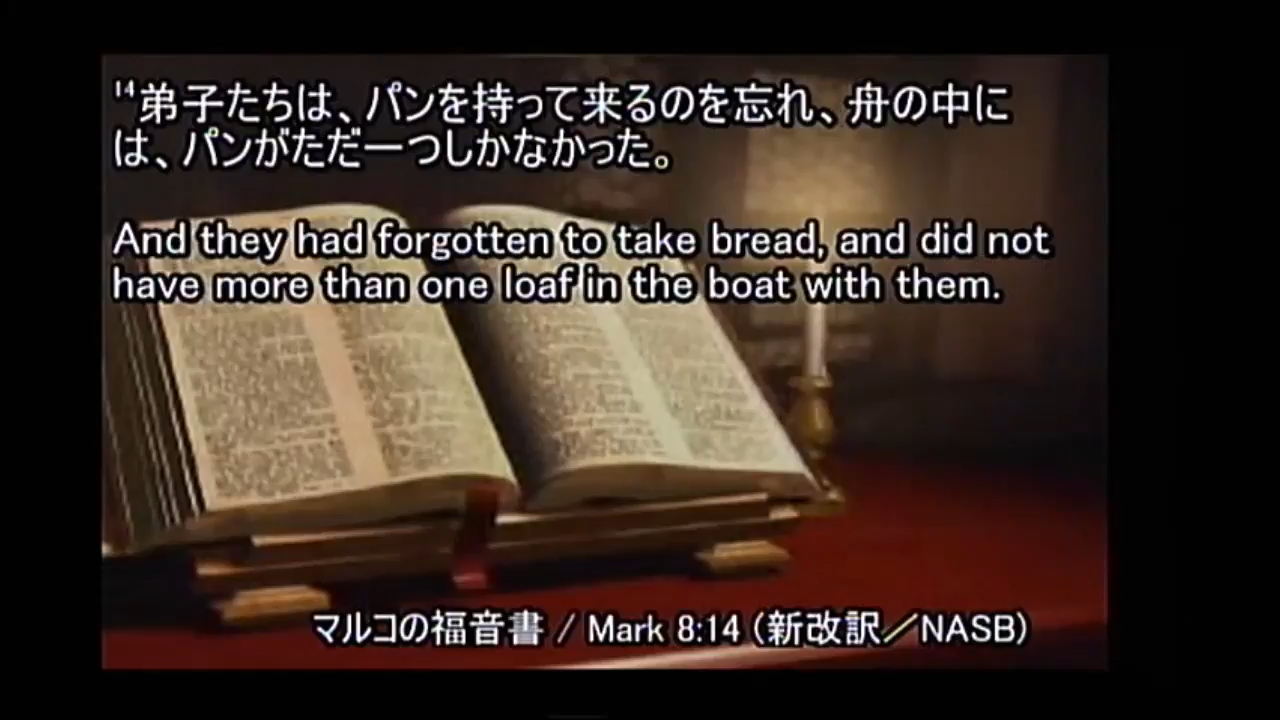 14弟子たちは、パンを持って来るのを忘れ、舟の中に
は、パンがただ一つしかなかった。
And they had forgotten to take bread, and did not
have more than one loaf in the boat with them.
マルコの福音書 / Mark 8:14 (新改訳／NASB)